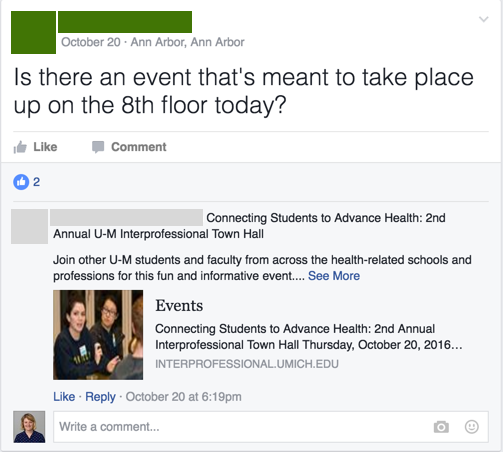 October 20 · Ann Arbor, Ann Arbor
Is there an event that's meant to take place
up on the 8th floor today?
Like Comment
2
Connecting Students to Advance Health: 2nd
Annual U-M Interprofessional Town Hall
Join other U-M students and faculty from across the health-related schools and
professions for this fun and informative event.... See More
Events
Connecting Students to Advance Health: 2nd Annual
Interprofessional Town Hall Thursday, October 20, 2016...
INTERPROFESSIONAL.UMICH.EDU
Like · Reply · October 20 at 6:19pm
Write a comment...